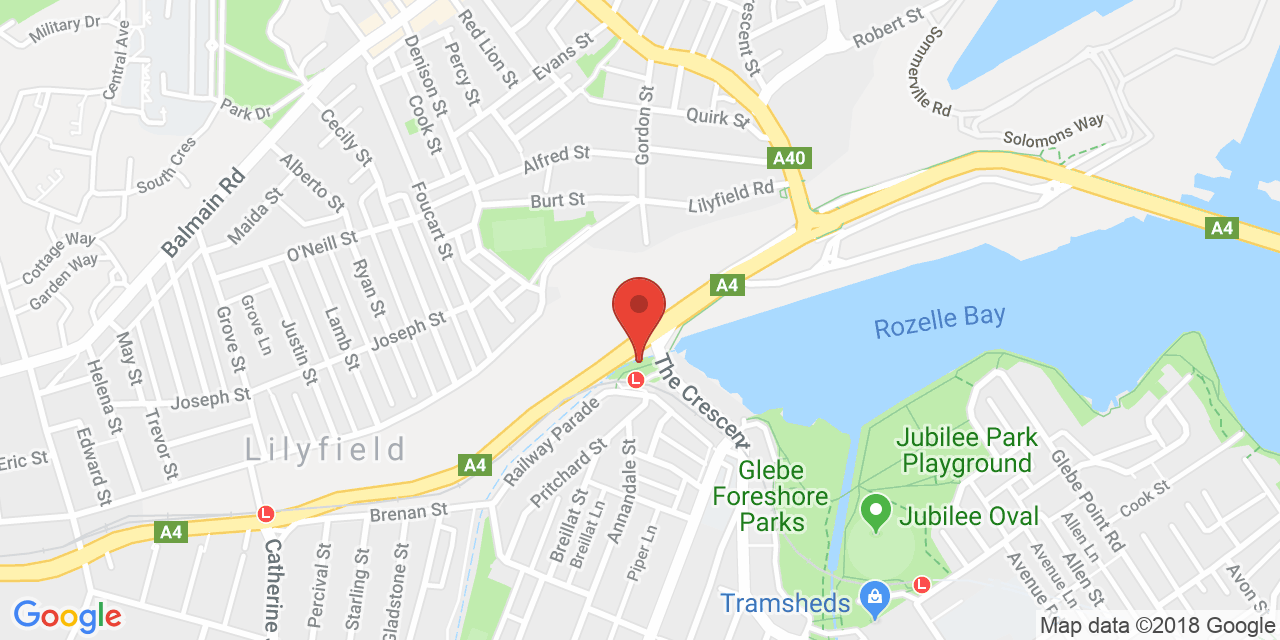 Military Dr
Central Ave
Park Dr
South Cres
Cottage Way
Garden Way
Balmain Rd
Maida St
Alberto St
Cecily St
Denison St
Cook St
Percy St
Red Lion St
Evans St
Foucart St
O'Neill St
Ryan St
Lamb St
Justin St
Grove Ln
Grove St
May St
Helena St
Trevor St
Edward St
Eric St
Joseph St
Joseph St
Alfred St
Burt St
Gordon St
Quirk St
Lilyfield Rd
Robert St
Sommerville Rd
Solomons Way
A40
A4
A4
A4
A4
Rozelle Bay
Lilyfield
The Crescent
Railway Parade
Pritchard St
Breillat St
Breillat Ln
Annandale St
Piper Ln
Brenan St
Catherine
Percival St
Starling St
Gladstone St
L
L
L
Glebe
Foreshore
Parks
Jubilee Park
Playground
Jubilee Oval
Tramsheds
Glebe Point Rd
Cook St
Allen Ln
Allen St
Avenue Ln
Avon S
Google
Map data ©2018 Google